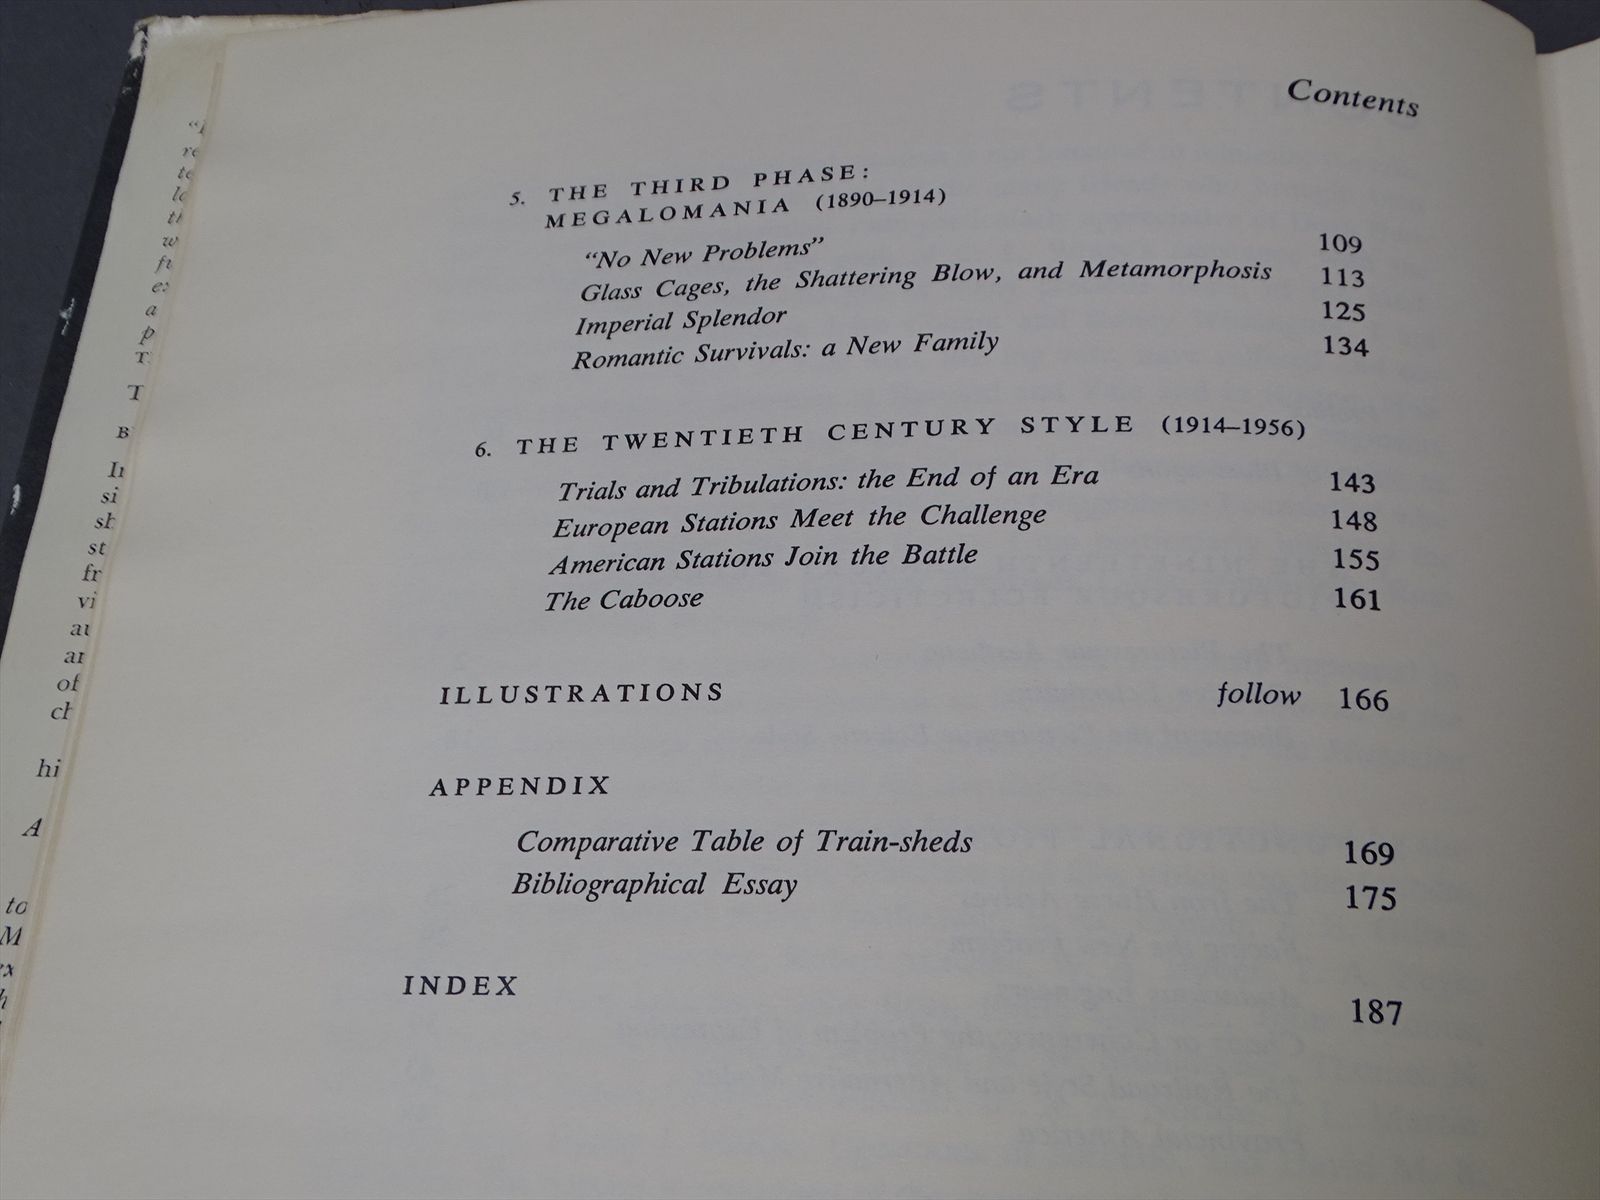 Contents
5. THE THIRD PHASE:
MEGALOMANIA (1890–1914)
“No New Problems” 109
Glass Cages, the Shattering Blow, and Metamorphosis 113
Imperial Splendor 125
Romantic Survivals: a New Family 134
6. THE TWENTIETH CENTURY STYLE (1914–1956)
Trials and Tribulations: the End of an Era 143
European Stations Meet the Challenge 148
American Stations Join the Battle 155
The Caboose 161
ILLUSTRATIONS follow 166
APPENDIX
Comparative Table of Train-sheds 169
Bibliographical Essay 175
INDEX 187